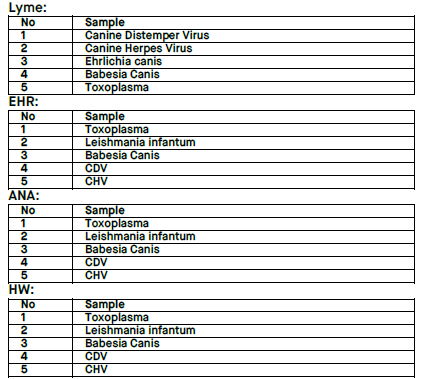 Lyme:
No Sample
1 Canine Distemper Virus
2 Canine Herpes Virus
3 Ehrlichia canis
4 Babesia Canis
5 Toxoplasma
EHR:
No Sample
1 Toxoplasma
2 Leishmania infantum
3 Babesia Canis
4 CDV
5 CHV
ANA:
No Sample
1 Toxoplasma
2 Leishmania infantum
3 Babesia Canis
4 CDV
5 CHV
HW:
No Sample
1 Toxoplasma
2 Leishmania infantum
3 Babesia Canis
4 CDV
5 CHV